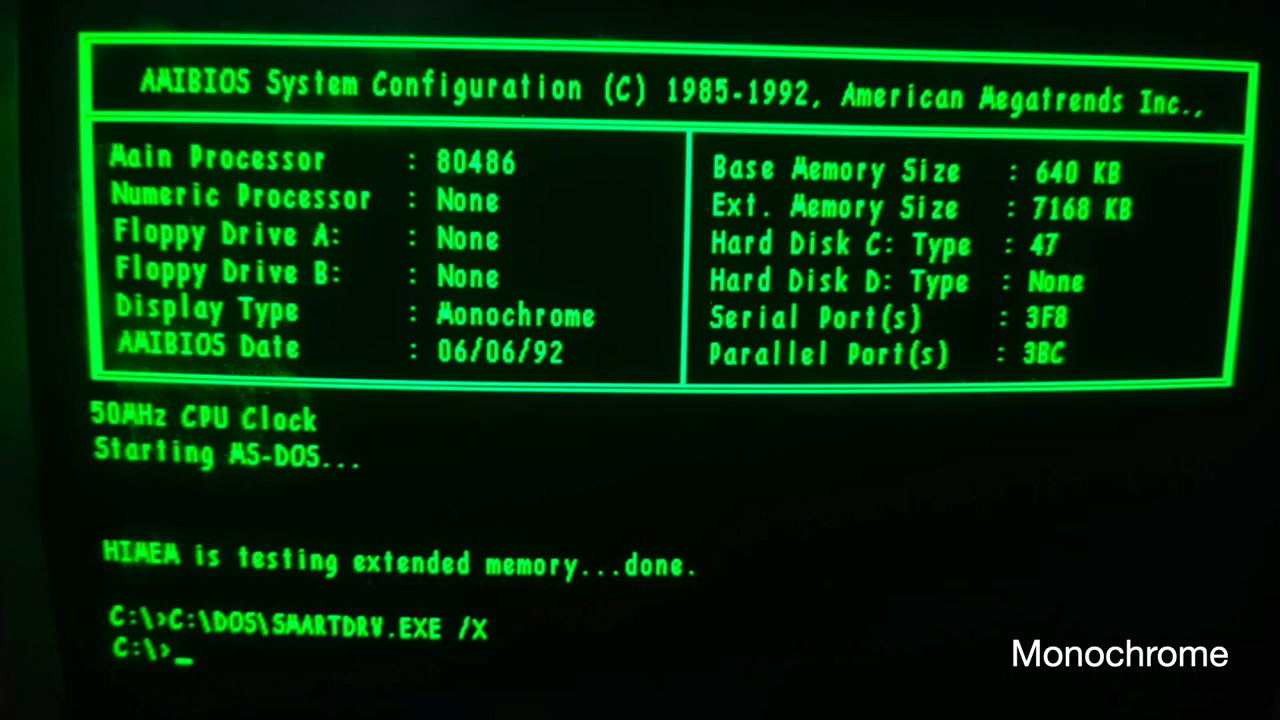 AMIBIOS System Configuration (C) 1985-1992, American Megatrends Inc.,
Main Processor : 80486
Numeric Processor : None
Floppy Drive A: : None
Floppy Drive B: : None
Display Type : Monochrome
AMIBIOS Date : 06/06/92
Base Memory Size : 640 KB
Ext. Memory Size : 7168 KB
Hard Disk C: Type : 47
Hard Disk D: Type : None
Serial Port(s) : 3F8
Parallel Port(s) : 3BC
50MHz CPU Clock
Starting MS-DOS...
HIMEM is testing extended memory...done.
C:\>C:\DOS\SMARTDRV.EXE /X
C:\>_
Monochrome